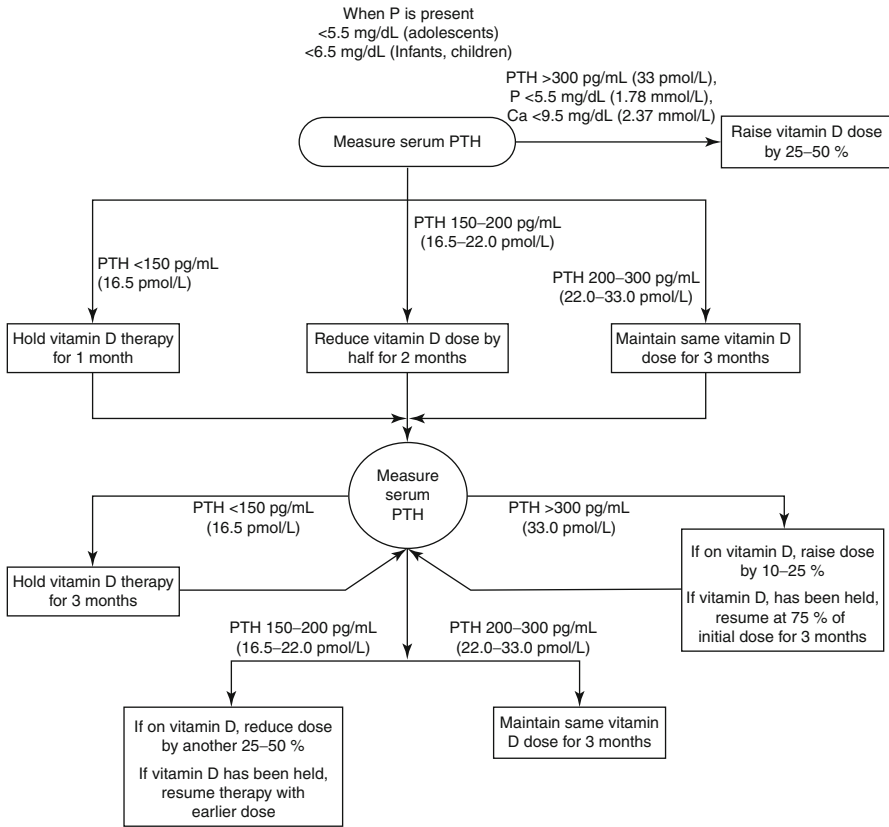 When P is present
<5.5 mg/dL (adolescents)
<6.5 mg/dL (Infants, children)
PTH >300 pg/mL (33 pmol/L),
P <5.5 mg/dL (1.78 mmol/L),
Ca <9.5 mg/dL (2.37 mmol/L)
Measure serum PTH
Raise vitamin D dose
by 25–50 %
PTH <150 pg/mL
(16.5 pmol/L)
PTH 150–200 pg/mL
(16.5–22.0 pmol/L)
PTH 200–300 pg/mL
(22.0–33.0 pmol/L)
Hold vitamin D therapy
for 1 month
Reduce vitamin D dose by
half for 2 months
Maintain same vitamin D
dose for 3 months
Measure
serum
PTH
PTH <150 pg/mL
(16.5 pmol/L)
PTH >300 pg/mL
(33.0 pmol/L)
Hold vitamin D therapy
for 3 months
If on vitamin D, raise dose
by 10–25 %
If vitamin D, has been held,
resume at 75 % of
initial dose for 3 months
PTH 150–200 pg/mL
(16.5–22.0 pmol/L)
PTH 200–300 pg/mL
(22.0–33.0 pmol/L)
If on vitamin D, reduce dose
by another 25–50 %
If vitamin D has been held,
resume therapy with
earlier dose
Maintain same vitamin
D dose for 3 months